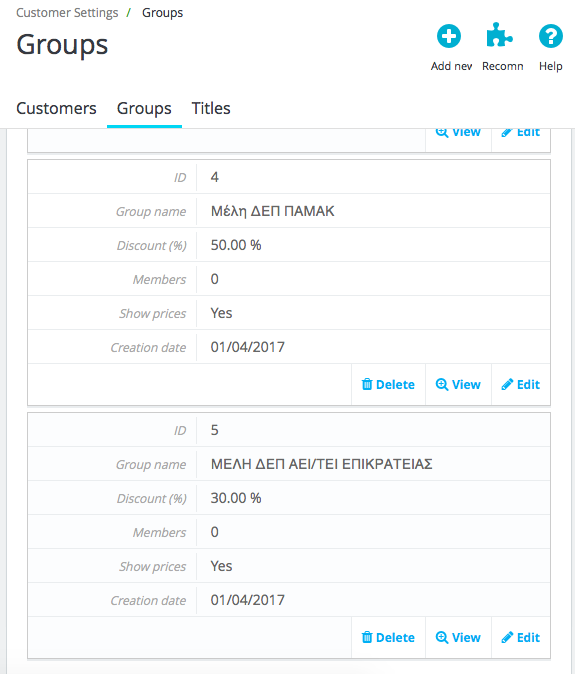 Customer Settings / Groups
Groups
Add new Recomn Help
Customers Groups Titles
View Edit
ID 4
Group name Μέλη ΔΕΠ ΠΑΜΑΚ
Discount (%) 50.00 %
Members 0
Show prices Yes
Creation date 01/04/2017
Delete View Edit
ID 5
Group name ΜΕΛΗ ΔΕΠ ΑΕΙ/ΤΕΙ ΕΠΙΚΡΑΤΕΙΑΣ
Discount (%) 30.00 %
Members 0
Show prices Yes
Creation date 01/04/2017
Delete View Edit